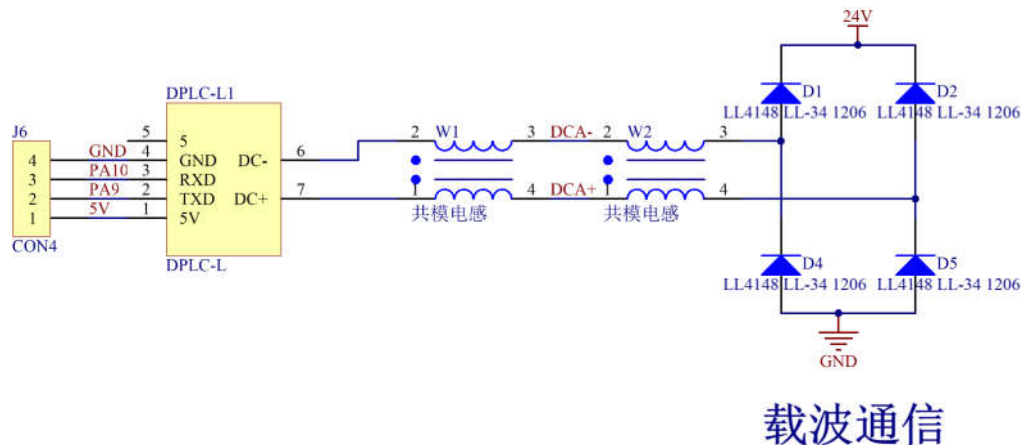 24V
DPLC-L1
D1
D2
LL4148 LL-34 1206
LL4148 LL-34 1206
J6
5 5
2 W1 3 DCA- 2 W2 3
4 GND 4 GND DC- 6
3 PA10 3 RXD
2 PA9 2 TXD DC+ 7
1 4 DCA+ 1 4
1 5V 1 5V
共模电感
共模电感
CON4
DPLC-L
D4
D5
LL4148 LL-34 1206
LL4148 LL-34 1206
GND
载波通信